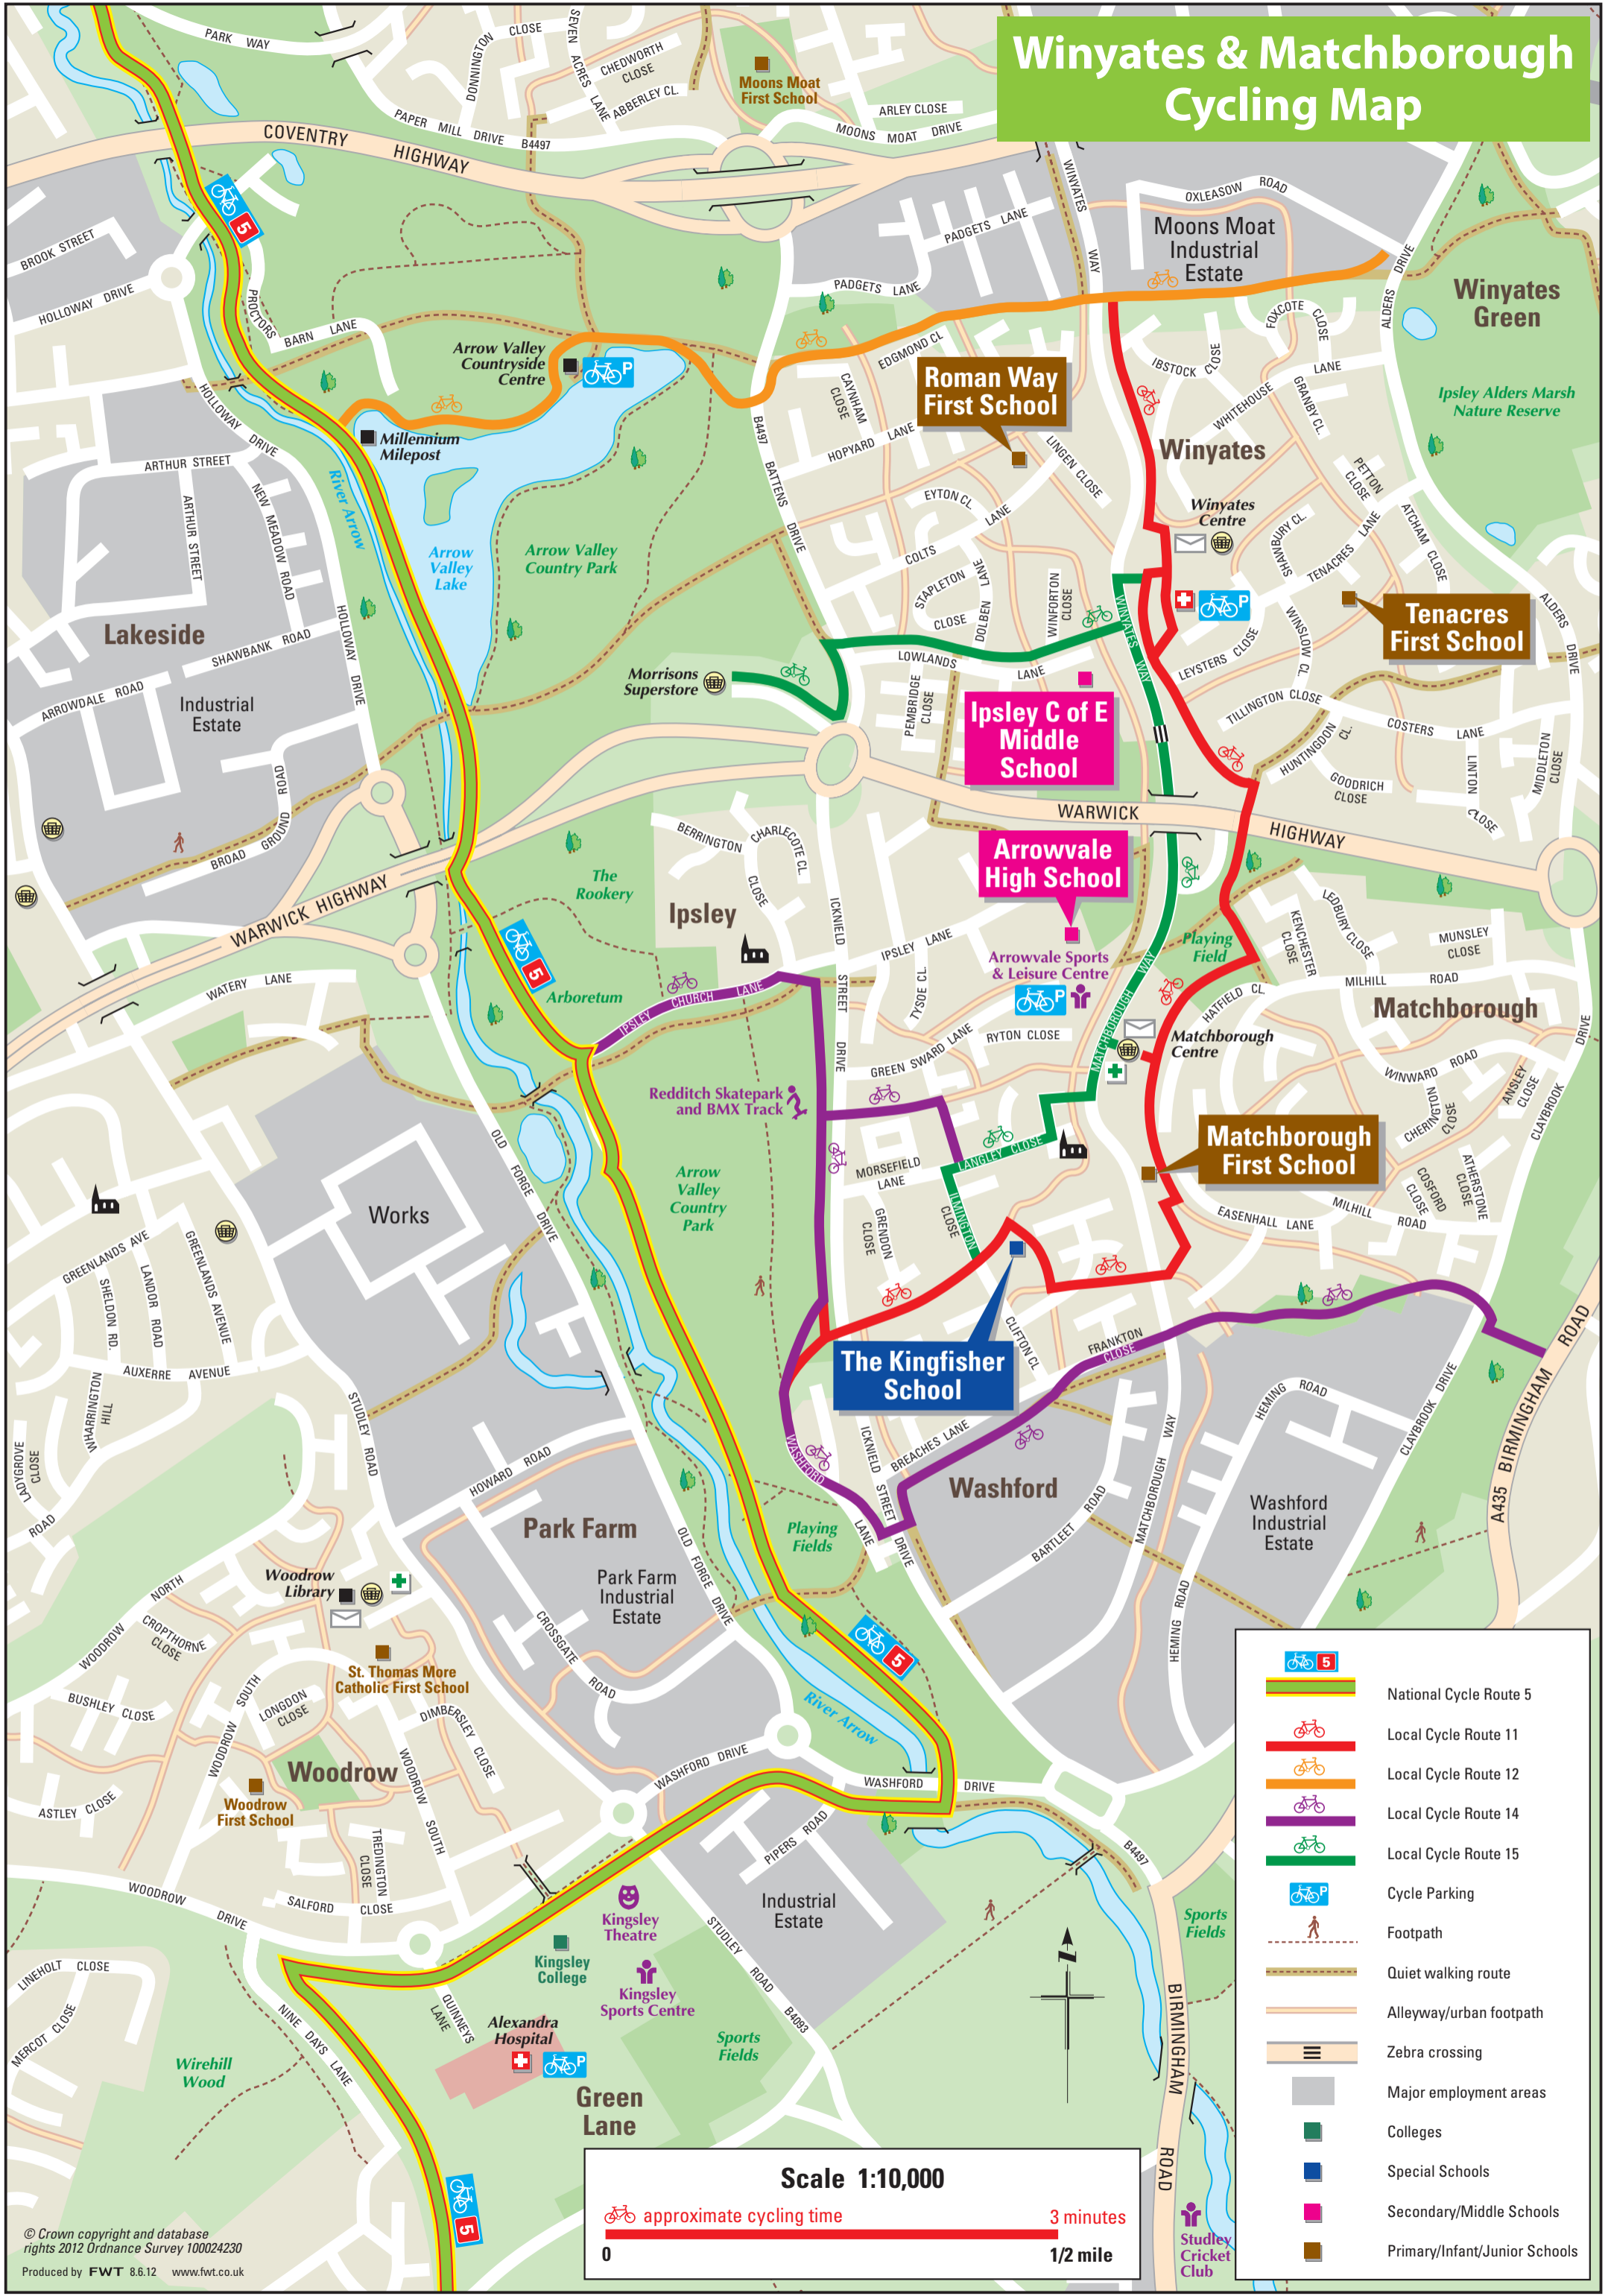 Winyates & Matchborough
Cycling Map
PARK WAY
DONNINGTON
CLOSE
SEVEN ACRES LANE
CHEDWORTH
CLOSE
ABBERLEY CL.
Moons Moat
First School
ARLEY CLOSE
MOONS MOAT DRIVE
PAPER MILL DRIVE B4497
COVENTRY HIGHWAY
5
WINYATES WAY
OXLEASOW ROAD
Moons Moat
Industrial
Estate
PADGETS LANE
PADGETS LANE
BROOK STREET
HOLLOWAY DRIVE
PROCTORS
BARN LANE
ALDERS DRIVE
Winyates
Green
FOXCOTE CLOSE
EDGMOND CL
IBSTOCK CLOSE
WHITEHOUSE LANE
GRANBY CL.
Arrow Valley
Countryside
Centre
P
Roman Way
First School
CAYNHAM
CLOSE
HOPYARD LANE
LINGEN CLOSE
Ipsley Alders Marsh
Nature Reserve
Millennium
Milepost
HOLLOWAY DRIVE
B4497
BATTENS DRIVE
Winyates
ARTHUR STREET
ARTHUR STREET
NEW MEADOW ROAD
River Arrow
Arrow
Valley
Lake
Arrow Valley
Country Park
EYTON CL
COLTS LANE
STAPLETON
CLOSE
DOLBEN LANE
WINFORTON
CLOSE
Winyates
Centre
PETTON
CLOSE
ATCHAM CLOSE
SHAWBURY CL.
TENACRES LANE
P
WINYATES WAY
Tenacres
First School
ALDERS DRIVE
Lakeside
HOLLOWAY DRIVE
SHAWBANK ROAD
ARROWDALE ROAD
Industrial
Estate
LOWLANDS
LANE
LEYSTERS CLOSE
WINSLOW CL.
Morrisons
Superstore
PEMBRIDGE
CLOSE
Ipsley C of E
Middle
School
TILLINGTON CLOSE
HUNTINGDON
CL.
COSTERS LANE
GOODRICH
CLOSE
LINTON CLOSE
MIDDLETON
CLOSE
BROAD GROUND
ROAD
WARWICK HIGHWAY
WARWICK HIGHWAY
BERRINGTON
CLOSE
CHARLECOTE CL.
The
Rookery
Ipsley
Arrowvale
High School
ICKNIELD
STREET
DRIVE
IPSLEY LANE
TYSOE CL.
Arrowvale Sports
& Leisure Centre
P
Playing
Field
KENCHESTER
CLOSE
LEDBURY CLOSE
MUNSLEY
CLOSE
MILHILL ROAD
Matchborough
HATFIELD CL.
WATERY LANE
5
Arboretum
IPSLEY CHURCH LANE
MATCHBOROUGH WAY
Matchborough
Centre
GREEN SWARD LANE
RYTON CLOSE
WINWARD ROAD
CHERINGTON
CLOSE
ANSLEY
CLOSE
CLAYBROOK DRIVE
Redditch Skatepark
and BMX Track
Arrow
Valley
Country
Park
MORSEFIELD
LANE
LANGLEY CLOSE
ILMINGTON
CLOSE
GRENDON
CLOSE
Matchborough
First School
COSFORD
CLOSE
ATHERSTONE
CLOSE
EASENHALL LANE
MILHILL ROAD
Works
OLD FORGE DRIVE
GREENLANDS AVE
GREENLANDS AVENUE
SHELDON RD.
LANDOR ROAD
AUXERRE AVENUE
WHARRINGTON
HILL
LADYGROVE
CLOSE
ROAD
STUDLEY ROAD
The Kingfisher
School
CLIFTON CL
FRANKTON
CLOSE
ICKNIELD STREET DRIVE
BREACHES LANE
WASHFORD
LANE
Washford
HEMING ROAD
CLAYBROOK DRIVE
A435 BIRMINGHAM ROAD
Washford
Industrial
Estate
MATCHBOROUGH WAY
BARTLEET ROAD
HEMING ROAD
HOWARD ROAD
Park Farm
Park Farm
Industrial
Estate
OLD FORGE DRIVE
CROSSGATE ROAD
Playing
Fields
5
River Arrow
Woodrow
Library
WOODROW NORTH
CROPTHORNE
CLOSE
St. Thomas More
Catholic First School
BUSHLEY CLOSE
WOODROW SOUTH
LONGDON
CLOSE
DIMBERSLEY CLOSE
WOODROW SOUTH
Woodrow
Woodrow
First School
ASTLEY CLOSE
TREDINGTON
CLOSE
WASHFORD DRIVE
WASHFORD DRIVE
PIPERS ROAD
B4497
WOODROW DRIVE
SALFORD CLOSE
Industrial
Estate
Kingsley
Theatre
Kingsley
College
Kingsley
Sports Centre
STUDLEY ROAD B4093
Sports
Fields
Sports
Fields
LINEHOLT CLOSE
MERCOT CLOSE
NINE DAYS LANE
QUINNEYS
LANE
Wirehill
Wood
Alexandra
Hospital
P
Green
Lane
N
BIRMINGHAM ROAD
Studley
Cricket
Club
5
5
National Cycle Route 5
Local Cycle Route 11
Local Cycle Route 12
Local Cycle Route 14
Local Cycle Route 15
P
Cycle Parking
Footpath
Quiet walking route
Alleyway/urban footpath
Zebra crossing
Major employment areas
Colleges
Special Schools
Secondary/Middle Schools
Primary/Infant/Junior Schools
Scale 1:10,000
approximate cycling time 3 minutes
0 1/2 mile
© Crown copyright and database
rights 2012 Ordnance Survey 100024230
Produced by FWT 8.6.12 www.fwt.co.uk